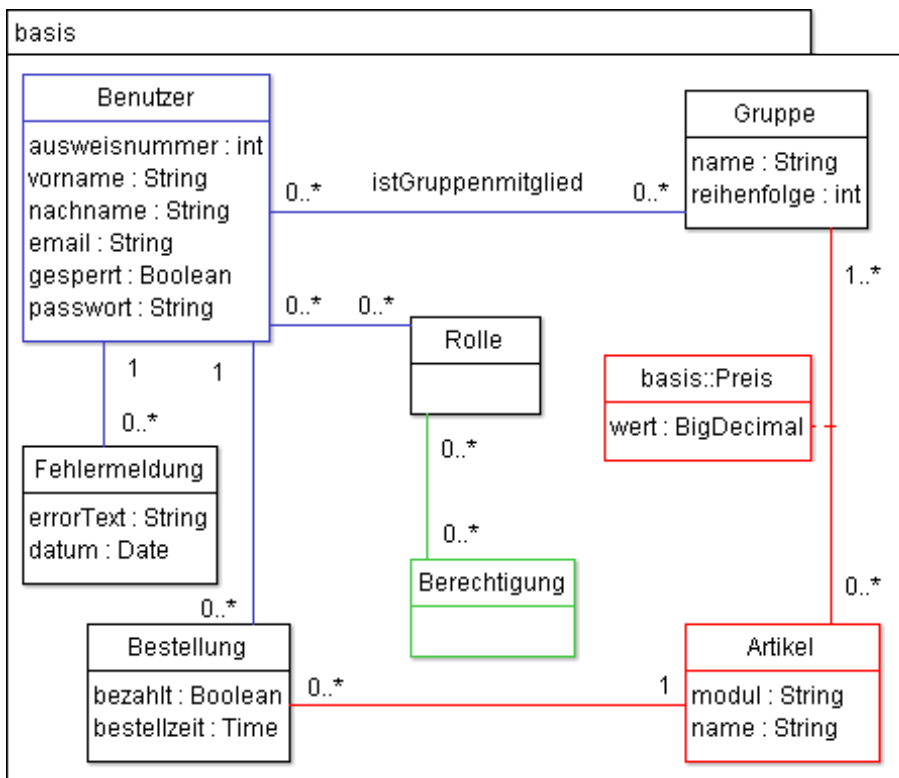 basis
Benutzer
ausweisnummer : int
vorname : String
nachname : String
email : String
gesperrt : Boolean
passwort : String
Gruppe
name : String
reihenfolge : int
0..*
istGruppenmitglied
0..*
0..*
0..*
1..*
Rolle
basis::Preis
wert : BigDecimal
1
1
0..*
0..*
Fehlermeldung
errorText : String
datum : Date
0..*
Berechtigung
0..*
0..*
Bestellung
bezahlt : Boolean
bestellzeit : Time
0..*
1
Artikel
modul : String
name : String